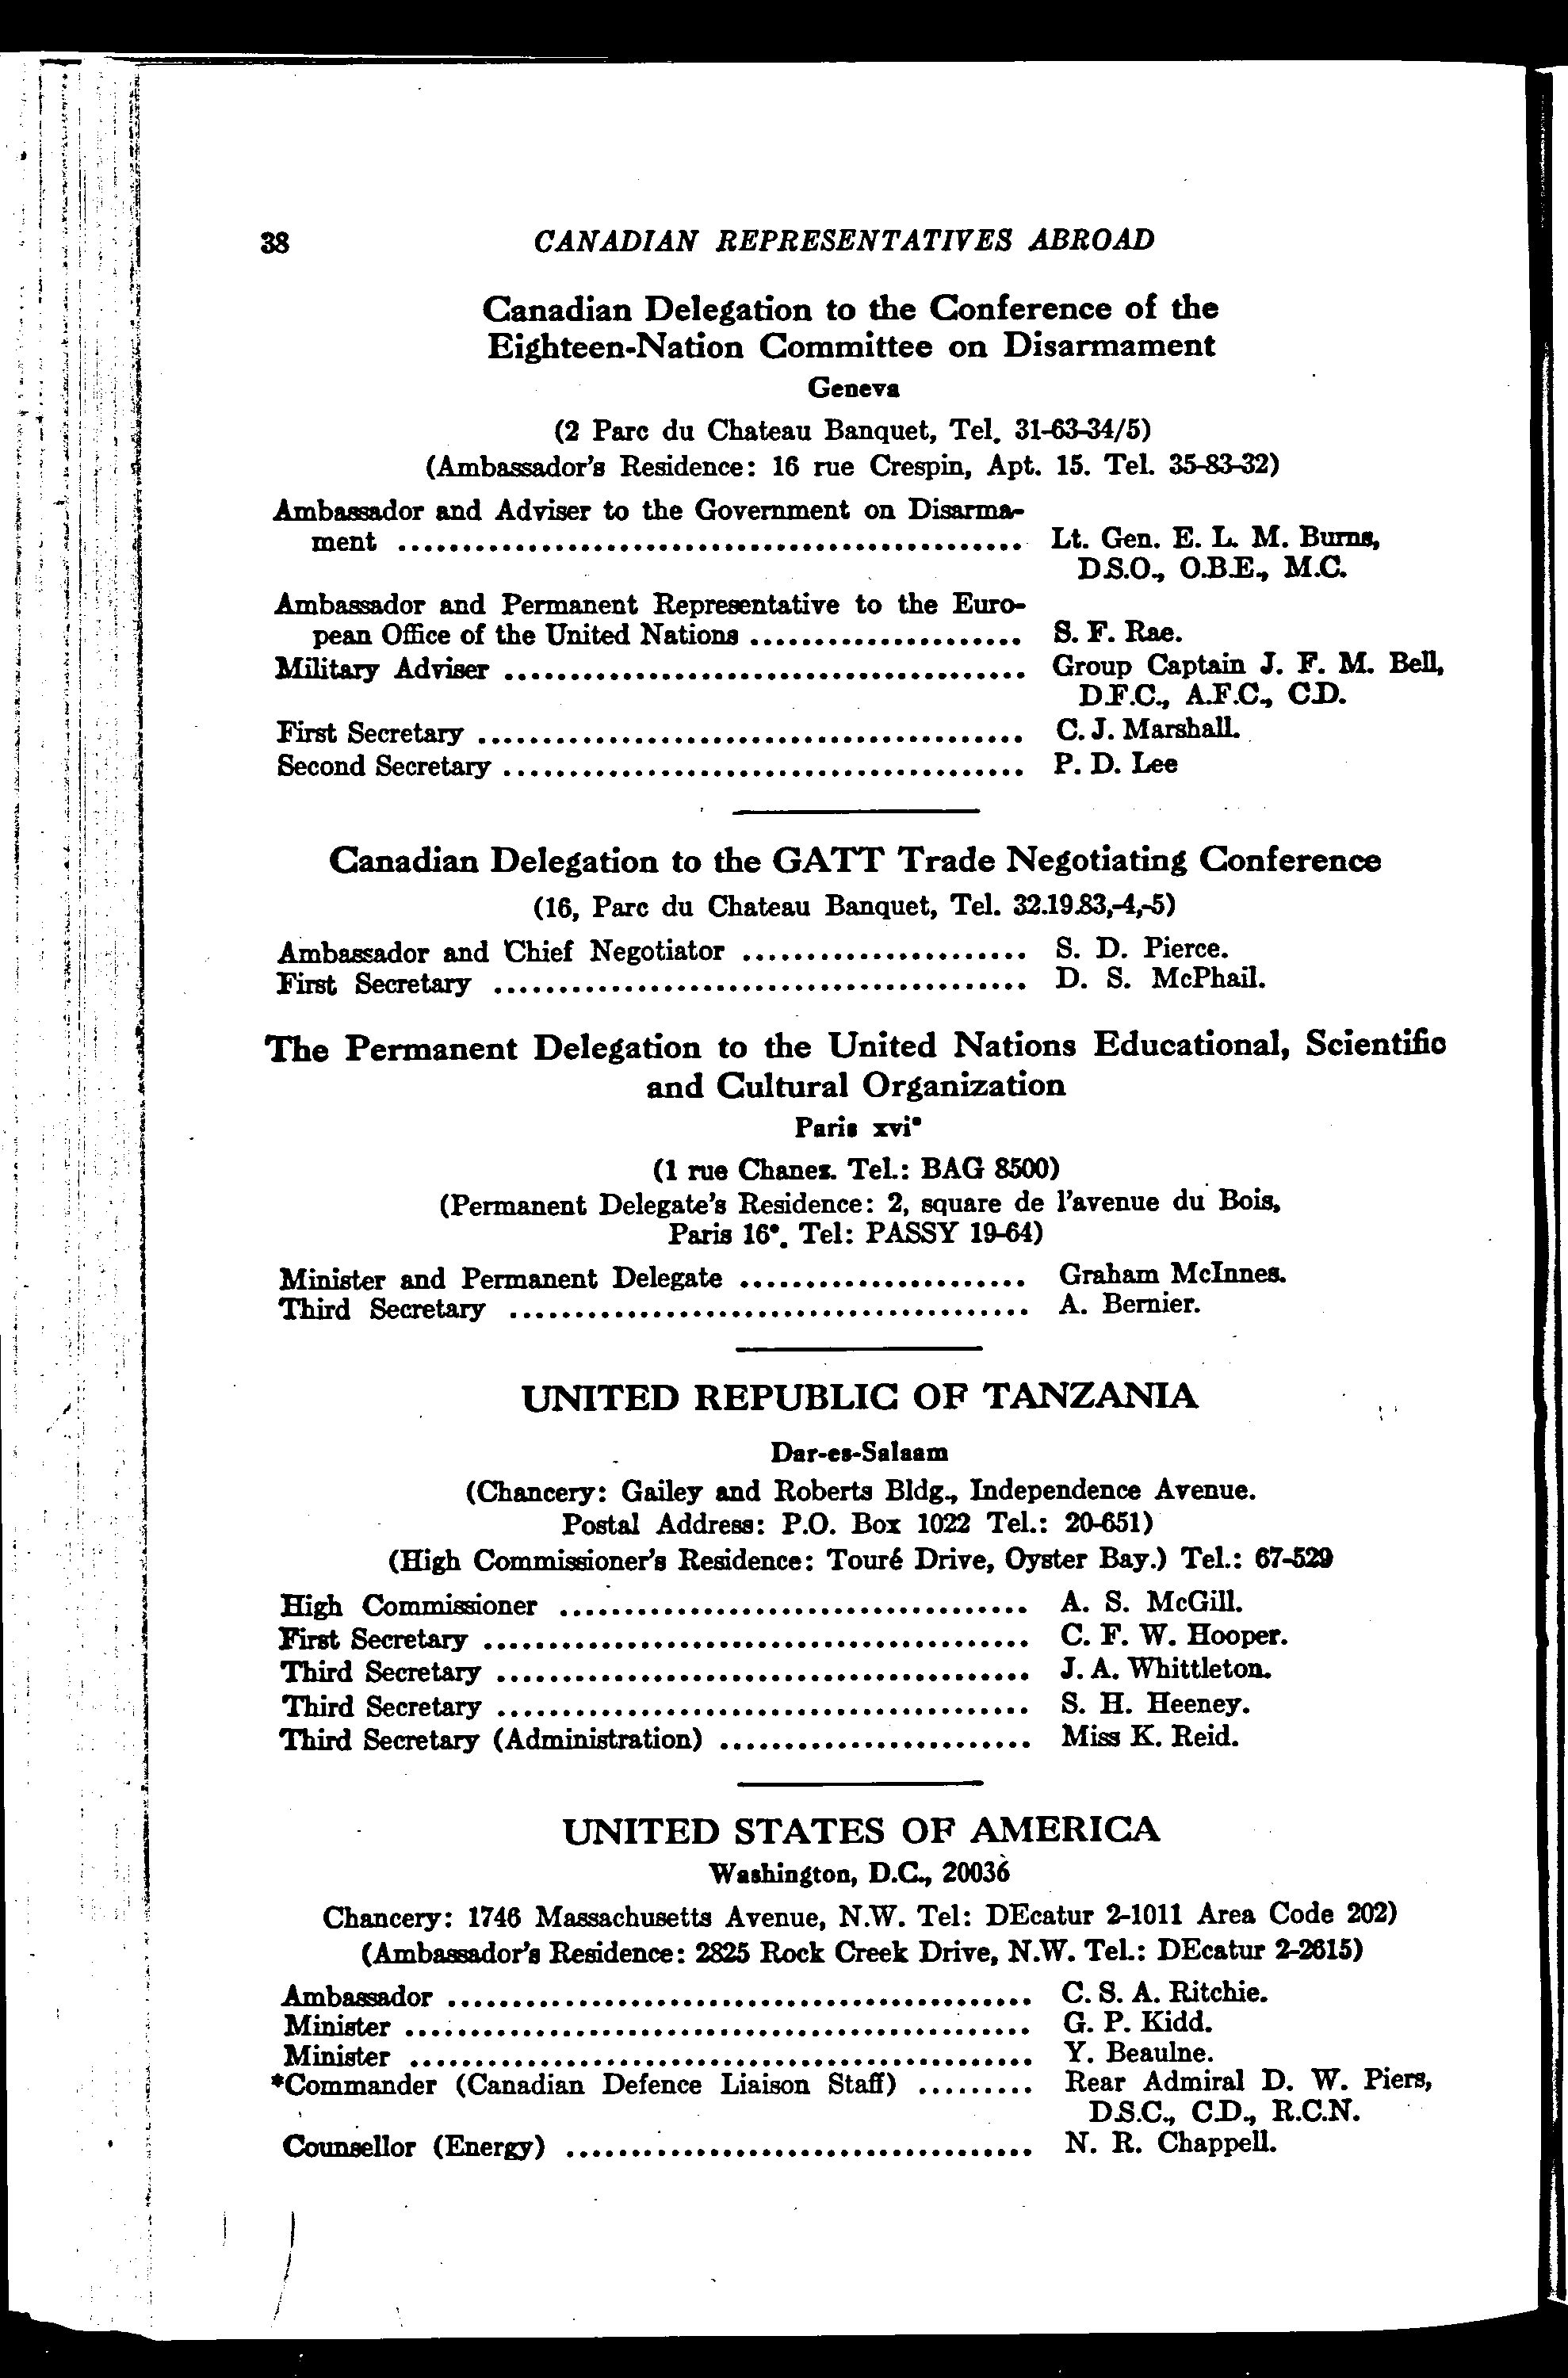 38 CANADIAN REPRESENTATIVES ABROAD
Canadian Delegation to the Conference of the
Eighteen-Nation Committee on Disarmament
Geneva
(2 Parc du Chateau Banquet, Tel. 31-63-34/5)
(Ambassador's Residence: 16 rue Crespin, Apt. 15. Tel. 35-83-32)
Ambassador and Adviser to the Government on Disarma-
ment ................................................ Lt. Gen. E. L. M. Burns,
D.S.O., O.B.E., M.C.
Ambassador and Permanent Representative to the Euro-
pean Office of the United Nations ..................... S. F. Rae.
Military Adviser ........................................ Group Captain J. F. M. Bell,
D.F.C., A.F.C., C.D.
First Secretary .......................................... C. J. Marshall.
Second Secretary ........................................ P. D. Lee
Canadian Delegation to the GATT Trade Negotiating Conference
(16, Parc du Chateau Banquet, Tel. 32.19.83,-4,-5)
Ambassador and Chief Negotiator ...................... S. D. Pierce.
First Secretary ......................................... D. S. McPhail.
The Permanent Delegation to the United Nations Educational, Scientific
and Cultural Organization
Paris xviᵉ
(1 rue Chanez. Tel.: BAG 8500)
(Permanent Delegate's Residence: 2, square de l'avenue du Bois,
Paris 16ᵉ. Tel: PASSY 19-64)
Minister and Permanent Delegate ...................... Graham McInnes.
Third Secretary ........................................ A. Bernier.
UNITED REPUBLIC OF TANZANIA
Dar-es-Salaam
(Chancery: Gailey and Roberts Bldg., Independence Avenue.
Postal Address: P.O. Box 1022 Tel.: 20-651)
(High Commissioner's Residence: Touré Drive, Oyster Bay.) Tel.: 67-529
High Commissioner .................................... A. S. McGill.
First Secretary .......................................... C. F. W. Hooper.
Third Secretary ......................................... J. A. Whittleton.
Third Secretary ......................................... S. H. Heeney.
Third Secretary (Administration) ........................ Miss K. Reid.
UNITED STATES OF AMERICA
Washington, D.C., 20036
Chancery: 1746 Massachusetts Avenue, N.W. Tel: DEcatur 2-1011 Area Code 202)
(Ambassador's Residence: 2825 Rock Creek Drive, N.W. Tel.: DEcatur 2-2615)
Ambassador ............................................. C. S. A. Ritchie.
Minister ................................................ G. P. Kidd.
Minister ................................................ Y. Beaulne.
*Commander (Canadian Defence Liaison Staff) ......... Rear Admiral D. W. Piers,
D.S.C., C.D., R.C.N.
Counsellor (Energy) .................................... N. R. Chappell.